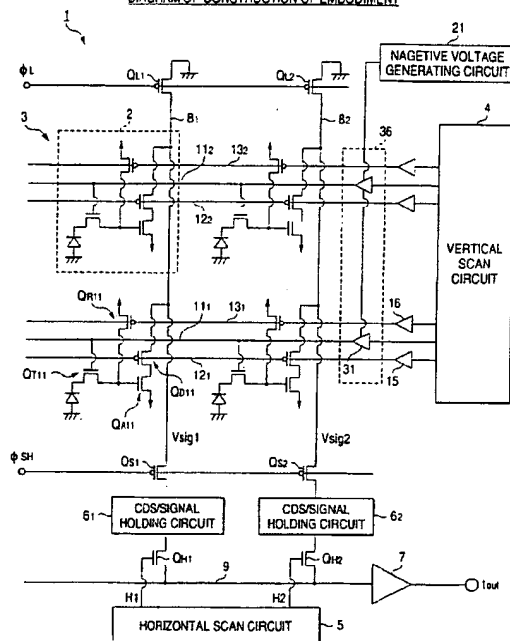 DIAGRAM OF CONSTRUCTION OF EMBODIMENT
1
21
NAGETIVE VOLTAGE
GENERATING CIRCUIT
ΦL
QL1
QL2
4
B1
B2
36
3
2
11₂
13₂
12₂
VERTICAL
SCAN
CIRCUIT
QR11
11₁
13₁
16
QT11
12₁
31
15
QD11
QA11
Vsig1
Vsig2
ΦSH
QS1
QS2
CDS/SIGNAL
HOLDING CIRCUIT
6₁
CDS/SIGNAL
HOLDING CIRCUIT
6₂
QH1
QH2
7
9
tout
H1
H2
HORIZONTAL SCAN CIRCUIT
5